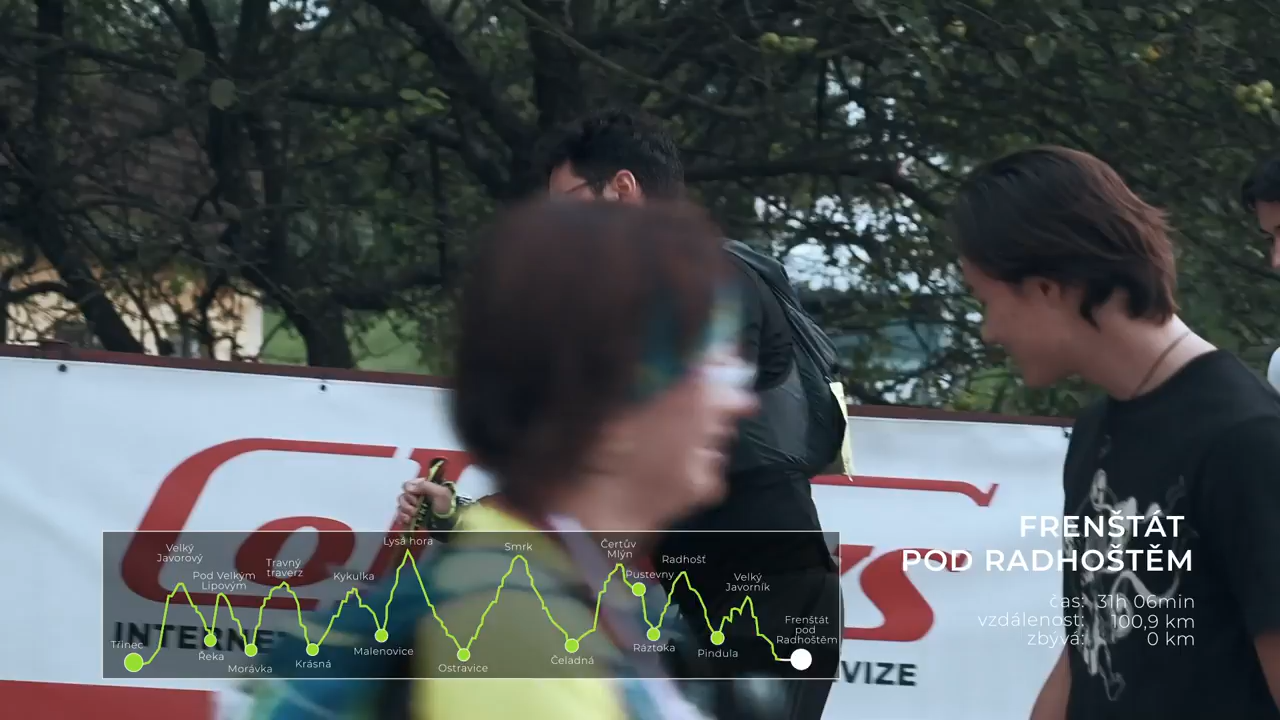 INTERNE
VIZE
Velký
Javorový
Pod Velkým
Lipovým
Travný
traverz
Kykulka
Lysá hora
Smrk
Čertův
Mlýn
Pustevny
Radhošť
Velký
Javorník
Třinec
Řeka
Morávka
Krásná
Malenovice
Ostravice
Čeladná
Ráztoka
Pindula
Frenštát
pod
Radhoštěm
FRENŠTÁT
POD RADHOŠTĚM
čas: 31h 06min
vzdálenost: 100,9 km
zbývá: 0 km